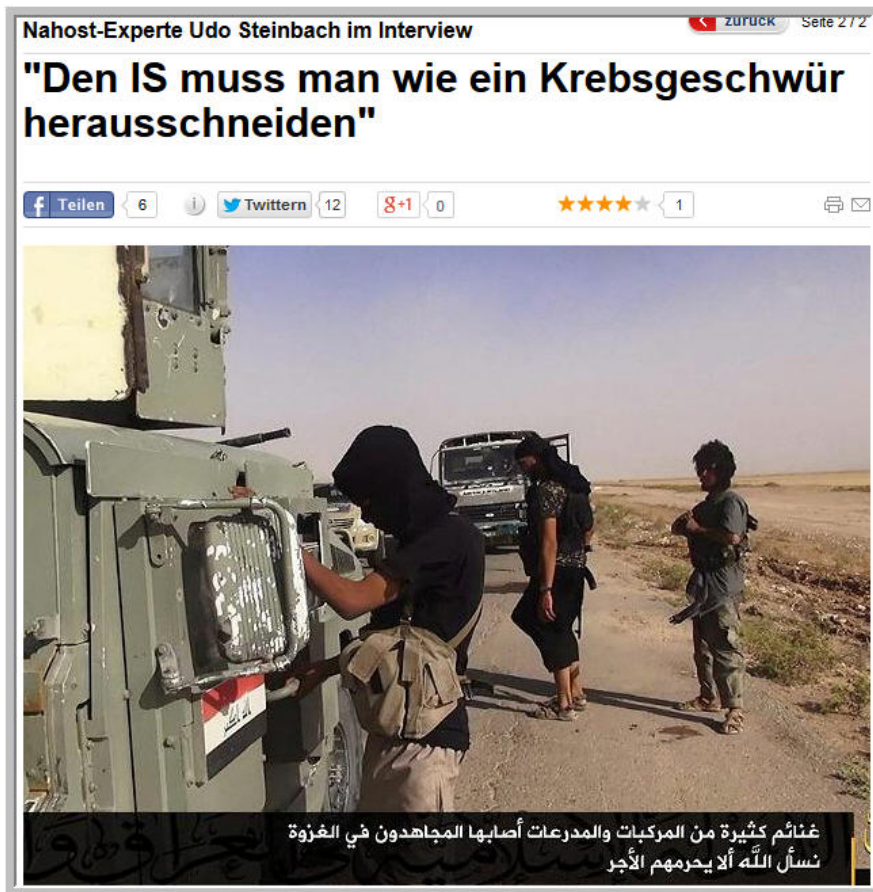 Nahost-Experte Udo Steinbach im Interview
zurück
Seite 2 / 2
"Den IS muss man wie ein Krebsgeschwür
herausschneiden"
f Teilen 6
i
Twittern 12
g+1 0
1
غنائم كثيرة من المركبات والمدرعات أصابها المجاهدون في الغزوة
نسأل اللّه ألا يحرمهم الأجر